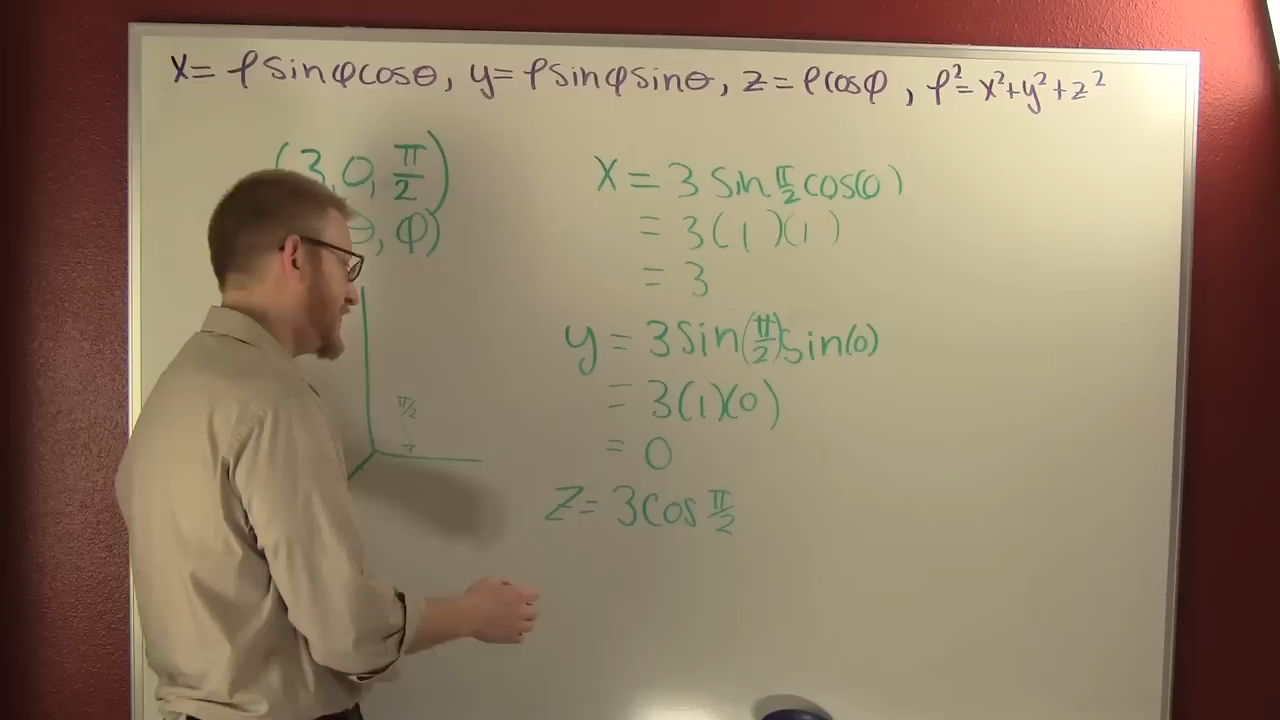 x = ρ sin φ cos θ, y = ρ sin φ sin θ, z = ρ cos φ, ρ² = x² + y² + z²
(3, 0, π/2)
θ, φ)
π/2
x = 3 sin π/2 cos(0)
= 3(1)(1)
= 3
y = 3 sin(π/2) sin(0)
= 3(1)(0)
= 0
z = 3 cos π/2